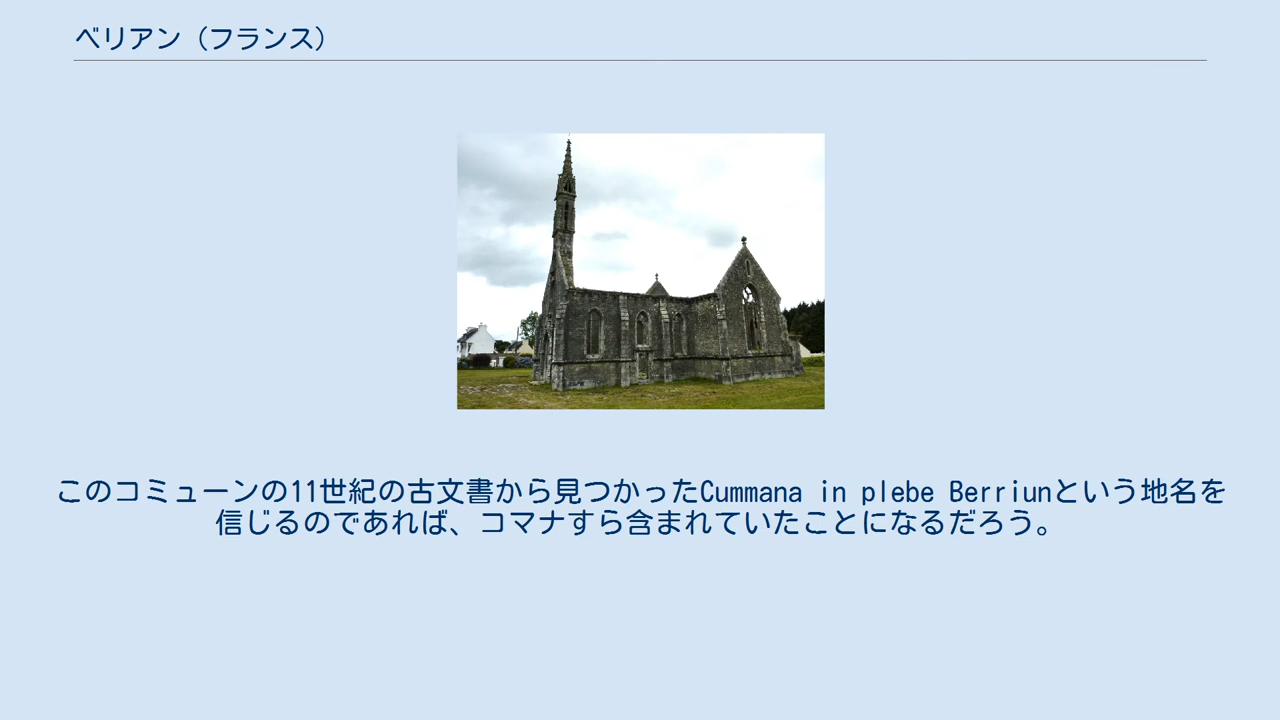 ベリアン（フランス）
このコミューンの11世紀の古文書から見つかったCummana in plebe Berriunという地名を
信じるのであれば、コマナすら含まれていたことになるだろう。